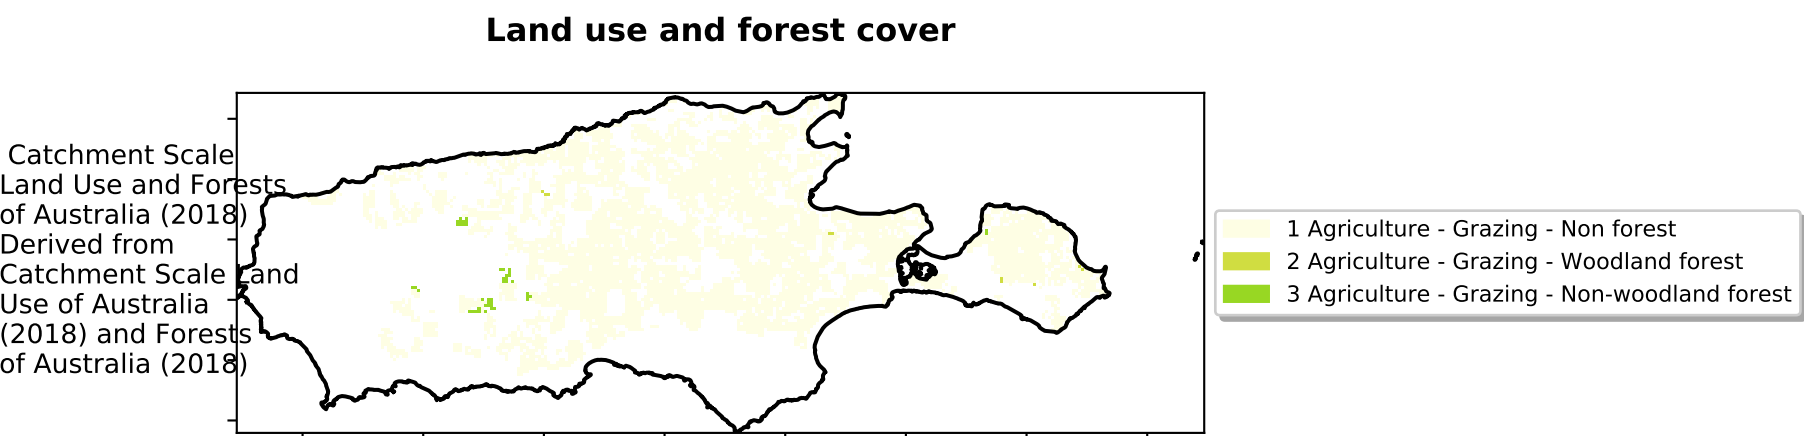 Land use and forest cover
Catchment Scale
Land Use and Forests
of Australia (2018)
Derived from
Catchment Scale Land
Use of Australia
(2018) and Forests
of Australia (2018)
1 Agriculture - Grazing - Non forest
2 Agriculture - Grazing - Woodland forest
3 Agriculture - Grazing - Non-woodland forest